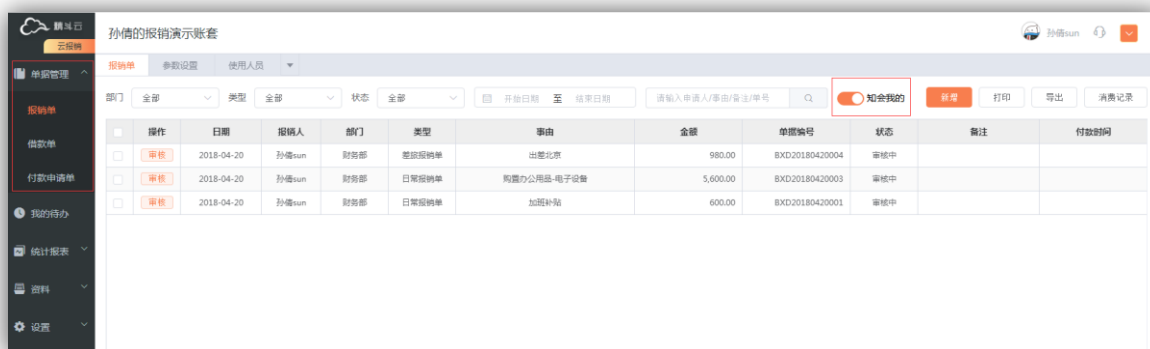 精斗云
云报销
孙倩的报销演示账套
孙倩sun
单据管理
报销单
借款单
付款申请单
我的待办
统计报表
资料
设置
报销单 参数设置 使用人员
部门 全部 类型 全部 状态 全部 开始日期 至 结束日期 请输入申请人/事由/备注/单号 知会我的 新增 打印 导出 消费记录
操作 日期 报销人 部门 类型 事由 金额 单据编号 状态 备注 付款时间
审核 2018-04-20 孙倩sun 财务部 差旅报销单 出差北京 980.00 BXD20180420004 审核中
审核 2018-04-20 孙倩sun 财务部 日常报销单 购置办公用品-电子设备 5,600.00 BXD20180420003 审核中
审核 2018-04-20 孙倩sun 财务部 日常报销单 加班补贴 600.00 BXD20180420001 审核中